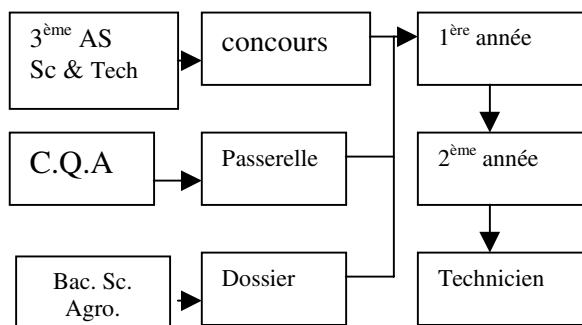 3ème AS
Sc & Tech
concours
1ère année
C.Q.A
Passerelle
2ème année
Bac. Sc.
Agro.
Dossier
Technicien